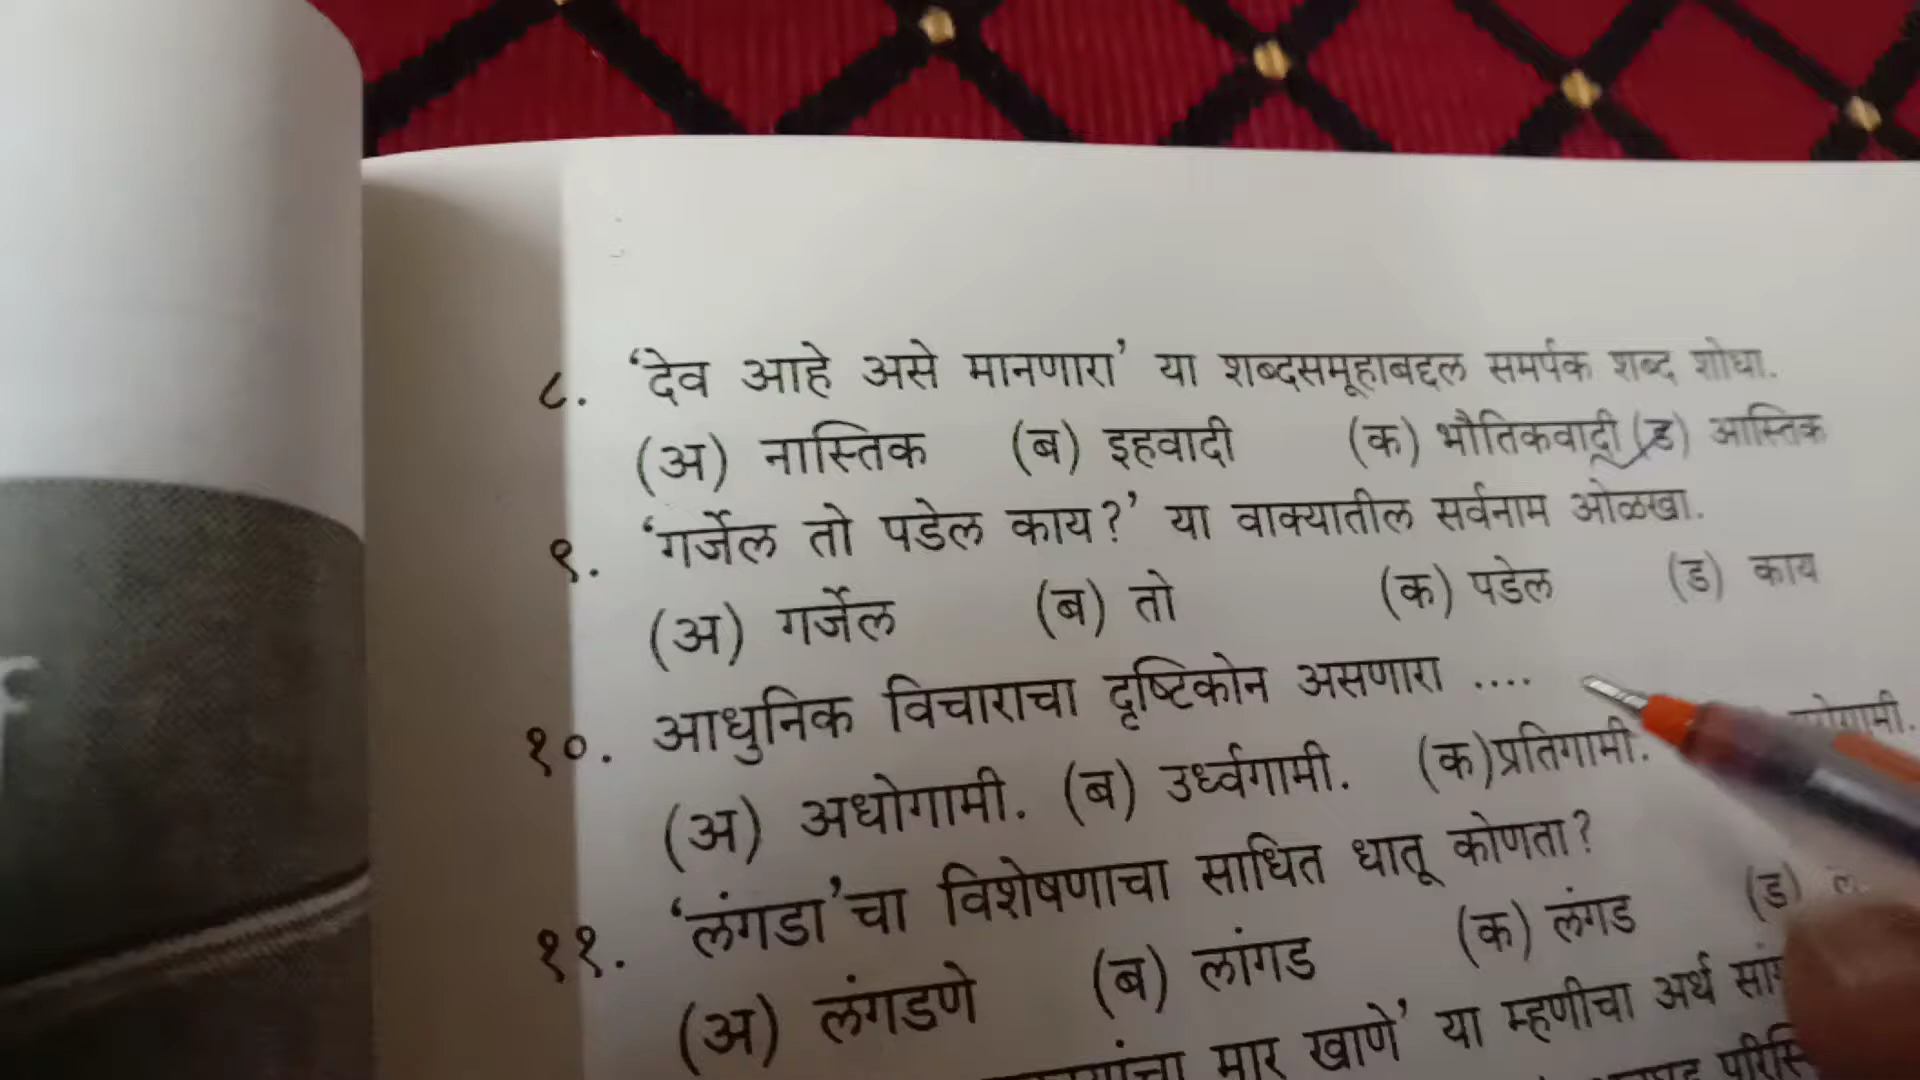 ८. ‘देव आहे असे मानणारा’ या शब्दसमूहाबद्दल समर्पक शब्द शोधा.
(अ) नास्तिक (ब) इहवादी (क) भौतिकवादी (ड) आस्तिक
९. ‘गर्जेल तो पडेल काय?’ या वाक्यातील सर्वनाम ओळखा.
(अ) गर्जेल (ब) तो (क) पडेल (ड) काय
१०. आधुनिक विचाराचा दृष्टिकोन असणारा ....
(अ) अधोगामी. (ब) उर्ध्वगामी. (क)प्रतिगामी.
११. ‘लंगडा’चा विशेषणाचा साधित धातू कोणता?
(अ) लंगडणे (ब) लांगड (क) लंगड (ड)
मार खाणे’ या म्हणीचा अर्थ